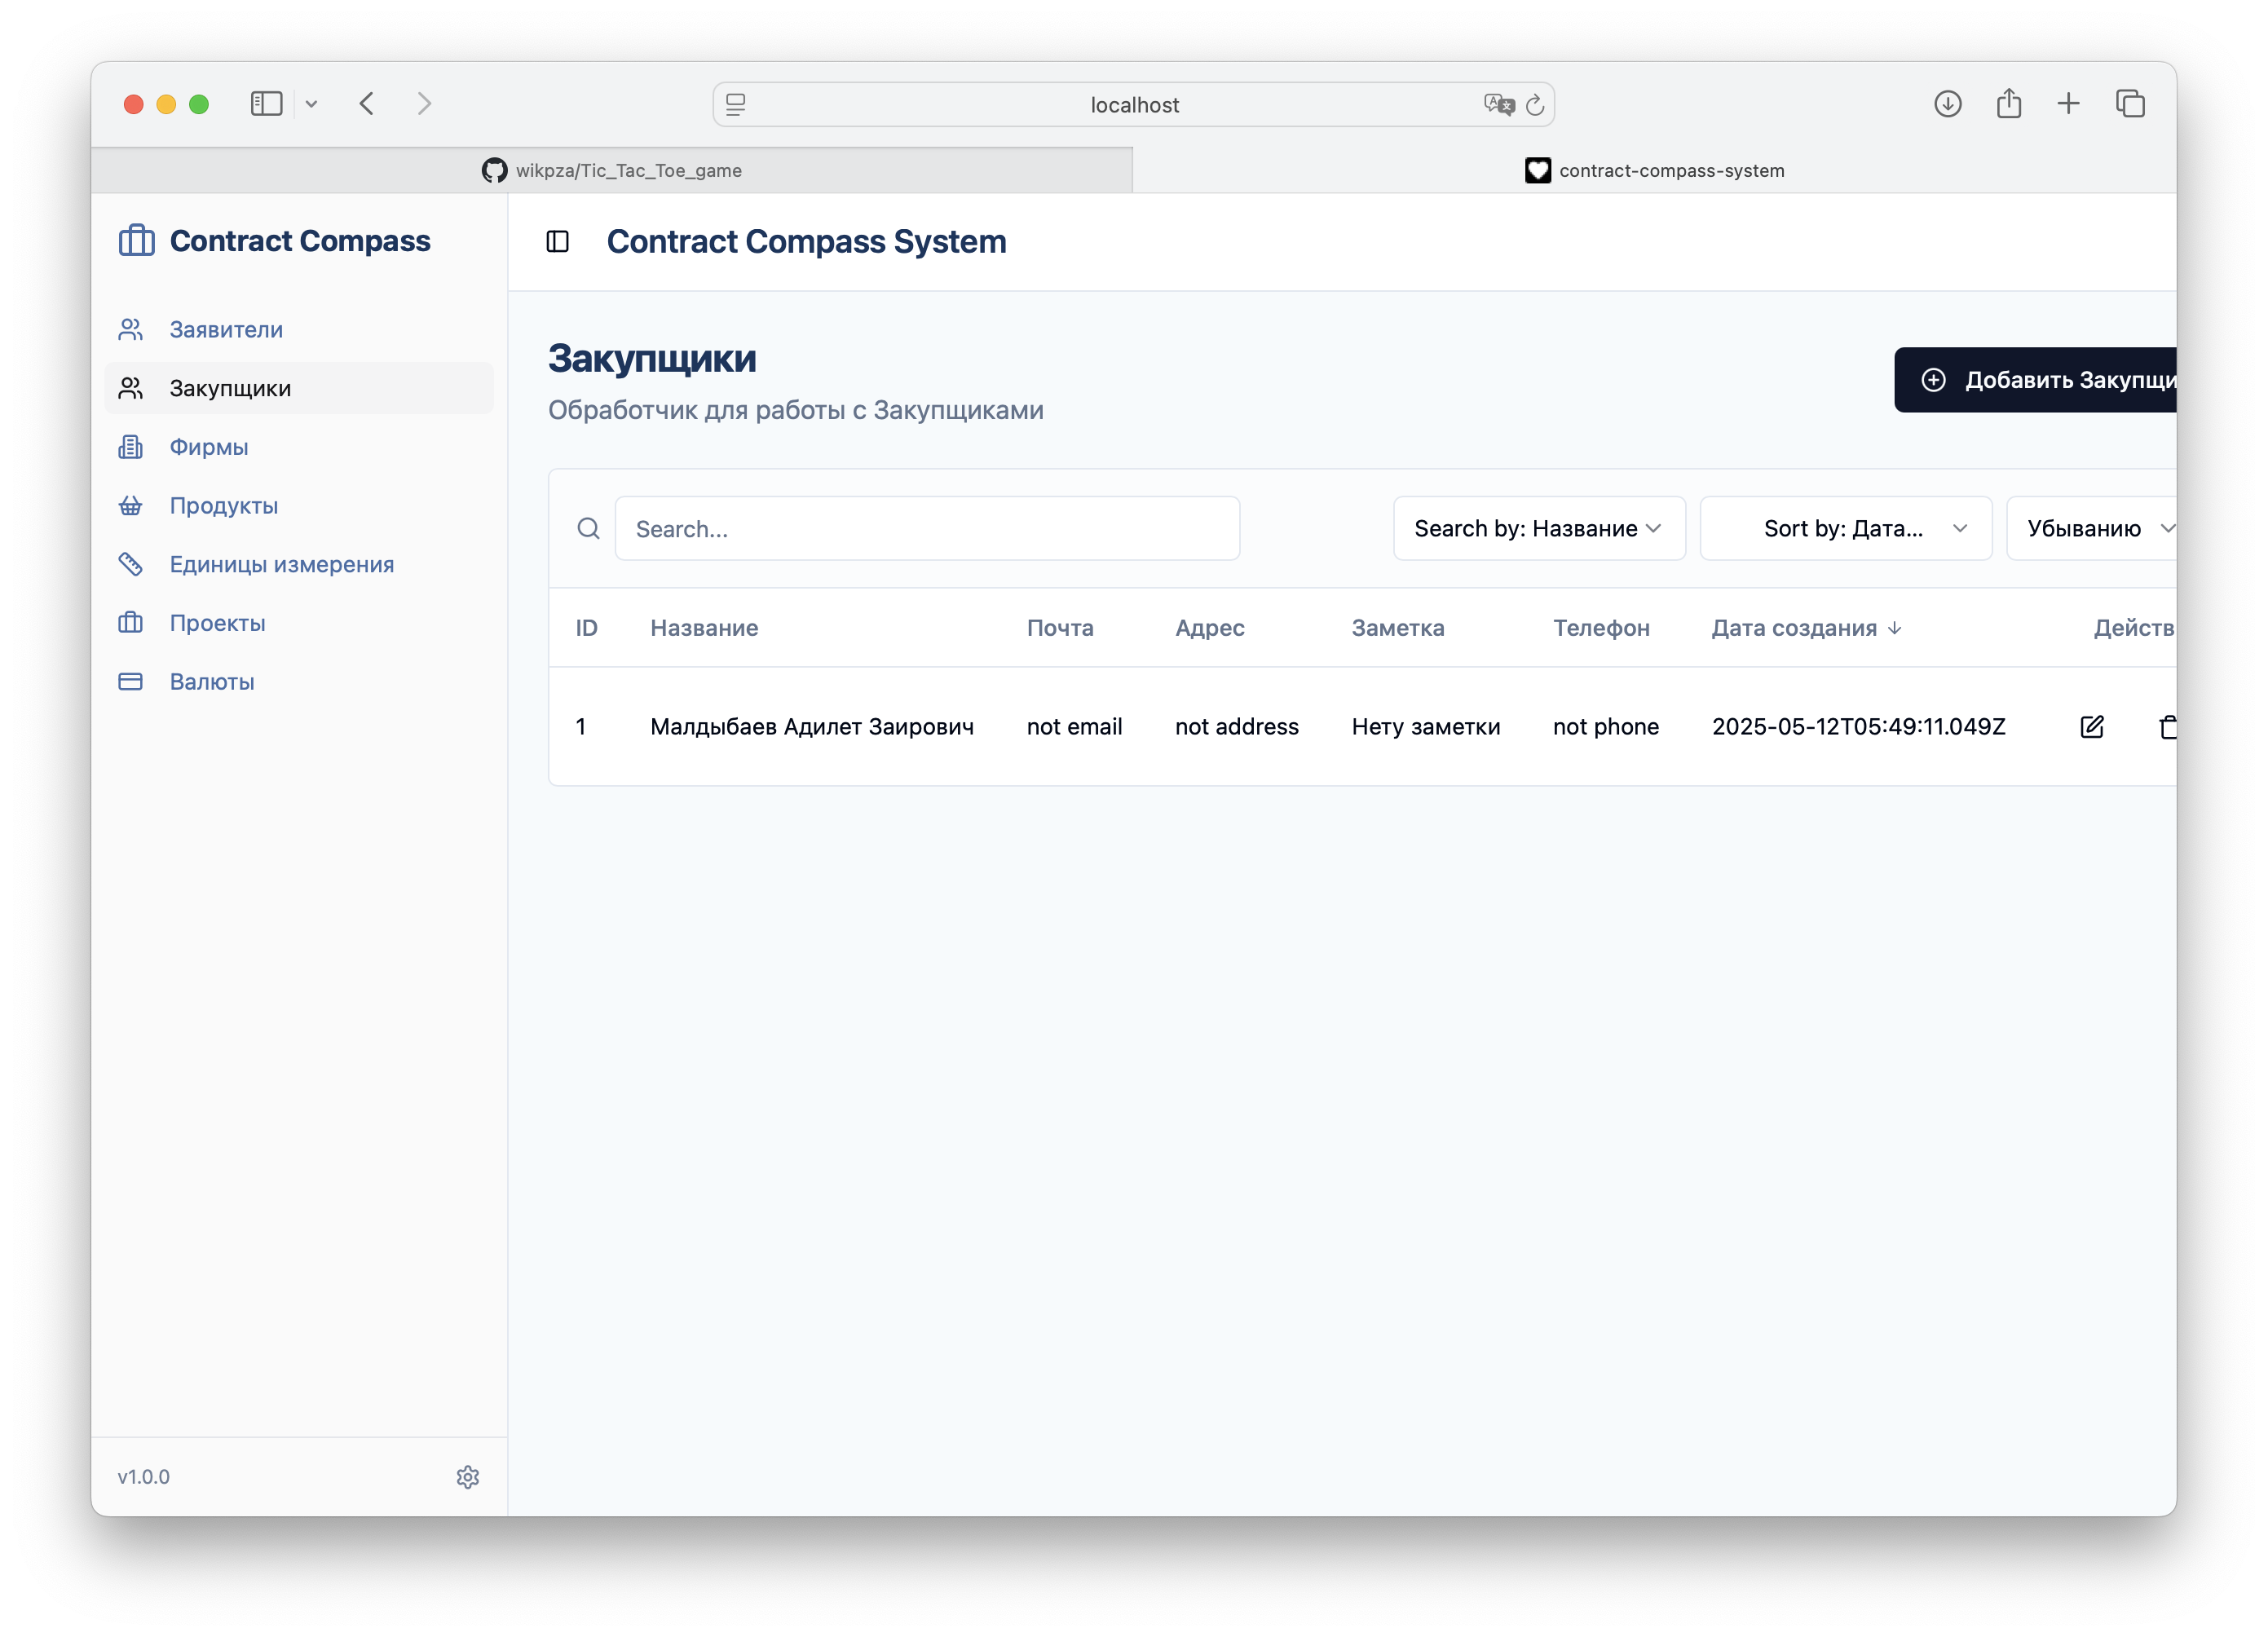 localhost
wikpza/Tic_Tac_Toe_game
contract-compass-system
Contract Compass
Contract Compass System
Заявители
Закупщики
Фирмы
Продукты
Единицы измерения
Проекты
Валюты
v1.0.0
Закупщики
Обработчик для работы с Закупщиками
Добавить Закупщи
Search...
Search by: Название
Sort by: Дата...
Убыванию
ID Название Почта Адрес Заметка Телефон Дата создания ↓ Действ
1 Малдыбаев Адилет Заирович not email not address Нету заметки not phone 2025-05-12T05:49:11.049Z